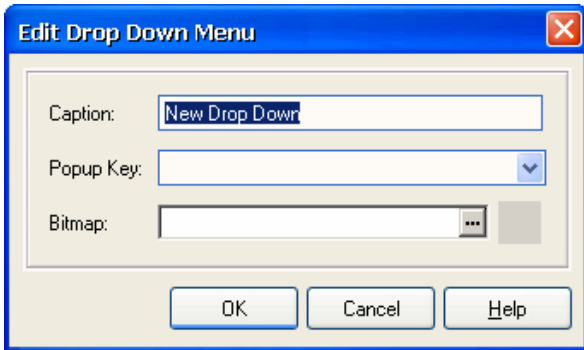 Edit Drop Down Menu
Caption: New Drop Down
Popup Key:
Bitmap: ...
OK Cancel Help